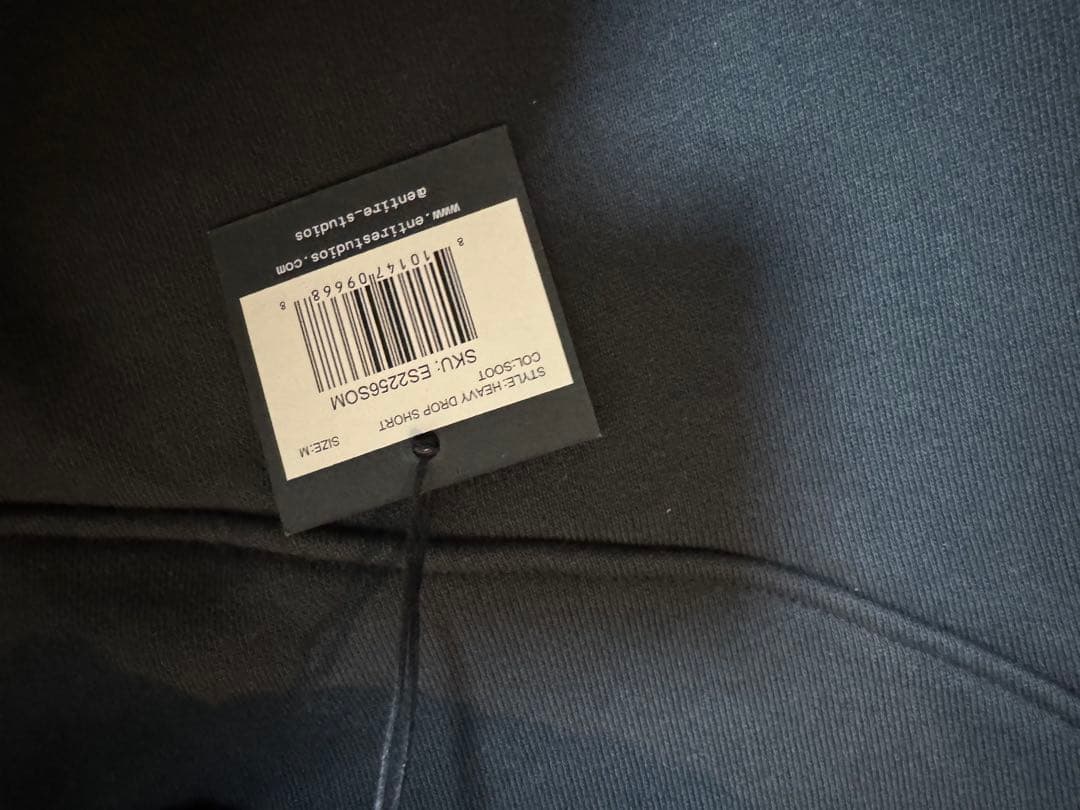 STYLE:HEAVY DROP SHORT SIZE:M
COL:SOOT
SKU: ES2256SOM
8 10147 09668 8
www.entirestudios.com
@entire_studios